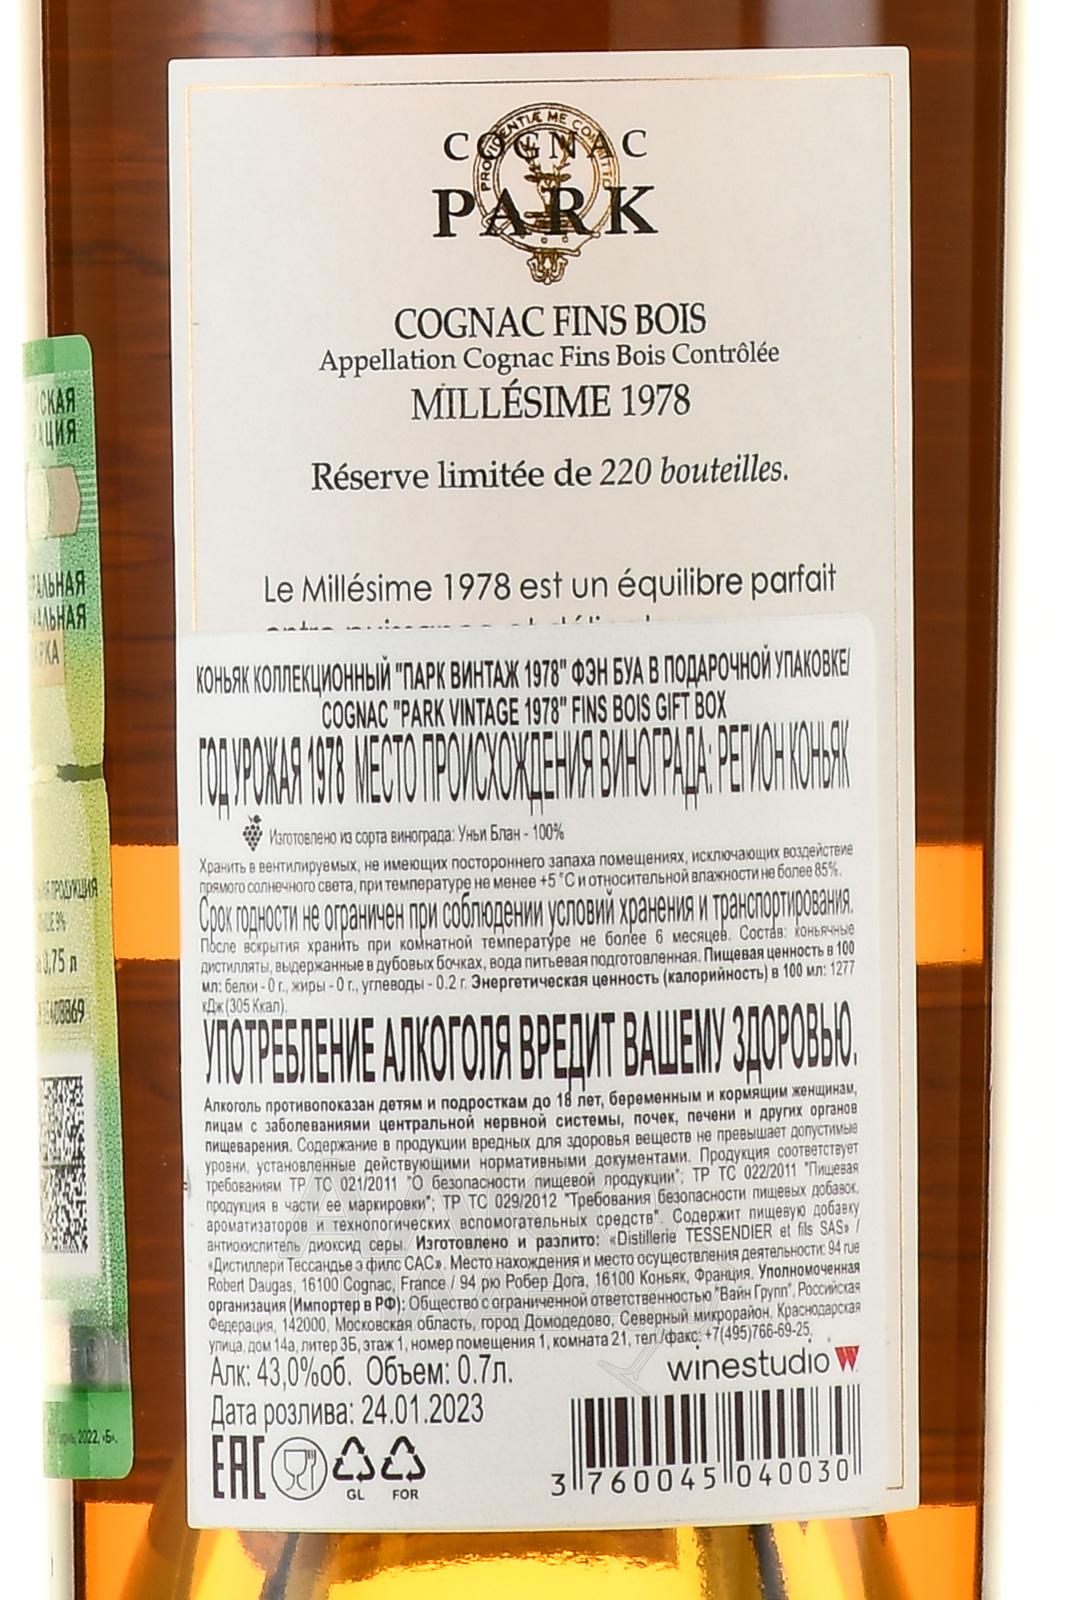 PROVIDENTIÆ ME COMMITTO
COGNAC
PARK
COGNAC FINS BOIS
Appellation Cognac Fins Bois Contrôlée
MILLÉSIME 1978
Réserve limitée de 220 bouteilles.
Le Millésime 1978 est un équilibre parfait
КОНЬЯК КОЛЛЕКЦИОННЫЙ "ПАРК ВИНТАЖ 1978" ФЭН БУА В ПОДАРОЧНОЙ УПАКОВКЕ/
COGNAC "PARK VINTAGE 1978" FINS BOIS GIFT BOX
ГОД УРОЖАЯ 1978 МЕСТО ПРОИСХОЖДЕНИЯ ВИНОГРАДА: РЕГИОН КОНЬЯК
Изготовлено из сорта винограда: Уньи Блан - 100%
Хранить в вентилируемых, не имеющих постороннего запаха помещениях, исключающих воздействие
прямого солнечного света, при температуре не менее +5˚С и относительной влажности не более 85%.
Срок годности не ограничен при соблюдении условий хранения и транспортирования.
После вскрытия хранить при комнатной температуре не более 6 месяцев. Состав: коньячные
дистилляты, выдержанные в дубовых бочках, вода питьевая подготовленная. Пищевая ценность в 100
мл: белки - 0 г., жиры - 0 г., углеводы - 0.2 г. Энергетическая ценность (калорийность) в 100 мл: 1277
кДж (305 Ккал).
УПОТРЕБЛЕНИЕ АЛКОГОЛЯ ВРЕДИТ ВАШЕМУ ЗДОРОВЬЮ.
Алкоголь противопоказан детям и подросткам до 18 лет, беременным и кормящим женщинам,
лицам с заболеваниями центральной нервной системы, почек, печени и других органов
пищеварения. Содержание в продукции вредных для здоровья веществ не превышает допустимые
уровни, установленные действующими нормативными документами. Продукция соответствует
требованиям ТР ТС 021/2011 "О безопасности пищевой продукции"; ТР ТС 022/2011 "Пищевая
продукция в части ее маркировки"; ТР ТС 029/2012 "Требования безопасности пищевых добавок,
ароматизаторов и технологических вспомогательных средств". Содержит пищевую добавку
антиокислитель диоксид серы. Изготовлено и разлито: «Distillerie TESSENDIER et fils SAS» /
«Дистиллери Тессандье э филс САС». Место нахождения и место осуществления деятельности: 94 rue
Robert Daugas, 16100 Cognac, France / 94 рю Робер Дога, 16100 Коньяк, Франция. Уполномоченная
организация (Импортер в РФ): Общество с ограниченной ответственностью "Вайн Групп", Российская
Федерация, 142000, Московская область, город Домодедово, Северный микрорайон, Краснодарская
улица, дом 14а, литер 3Б, этаж 1, номер помещения 1, комната 21, тел./факс: +7(495)766-69-25,
Алк: 43,0%об. Объем: 0.7л.
winestudio
Дата розлива: 24.01.2023
EAC
GL
FOR
3 760045 040030
0,75 л
2022, «Б».